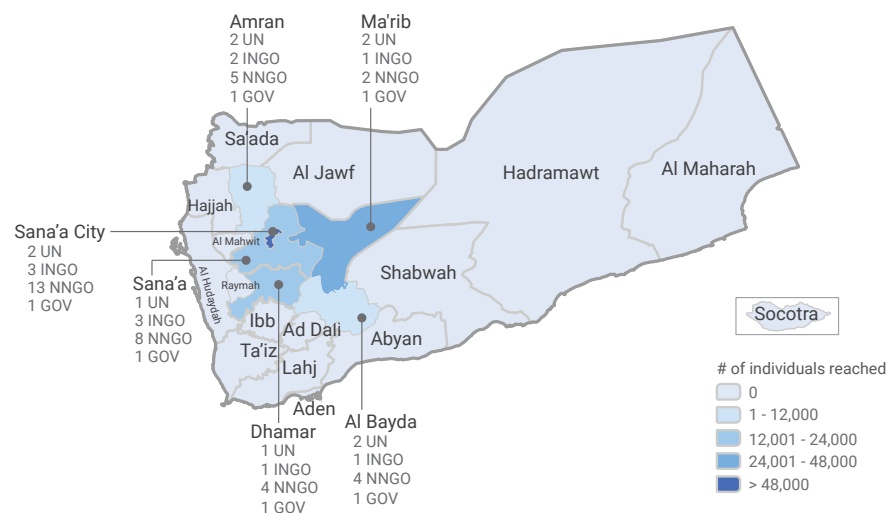 Amran
2 UN
2 INGO
5 NNGO
1 GOV
Ma'rib
2 UN
1 INGO
2 NNGO
1 GOV
Sa'ada
Al Jawf
Hadramawt
Al Maharah
Hajjah
Sana'a City
2 UN
3 INGO
13 NNGO
1 GOV
Al Mahwit
Sana'a
1 UN
3 INGO
8 NNGO
1 GOV
Al Hudaydah
Raymah
Shabwah
Ibb
Ad Dali
Abyan
Ta'iz
Lahj
Aden
Socotra
Dhamar
1 UN
1 INGO
4 NNGO
1 GOV
Al Bayda
2 UN
1 INGO
4 NNGO
1 GOV
# of individuals reached
0
1 - 12,000
12,001 - 24,000
24,001 - 48,000
> 48,000